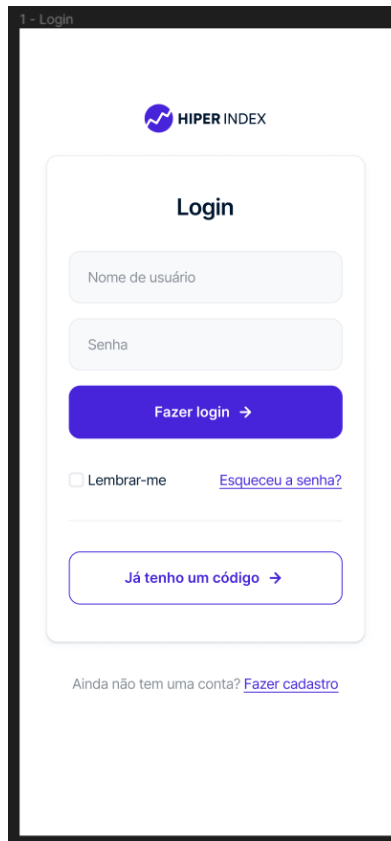 1 - Login
HIPER INDEX
Login
Nome de usuário
Senha
Fazer login →
Lembrar-me Esqueceu a senha?
Já tenho um código →
Ainda não tem uma conta? Fazer cadastro